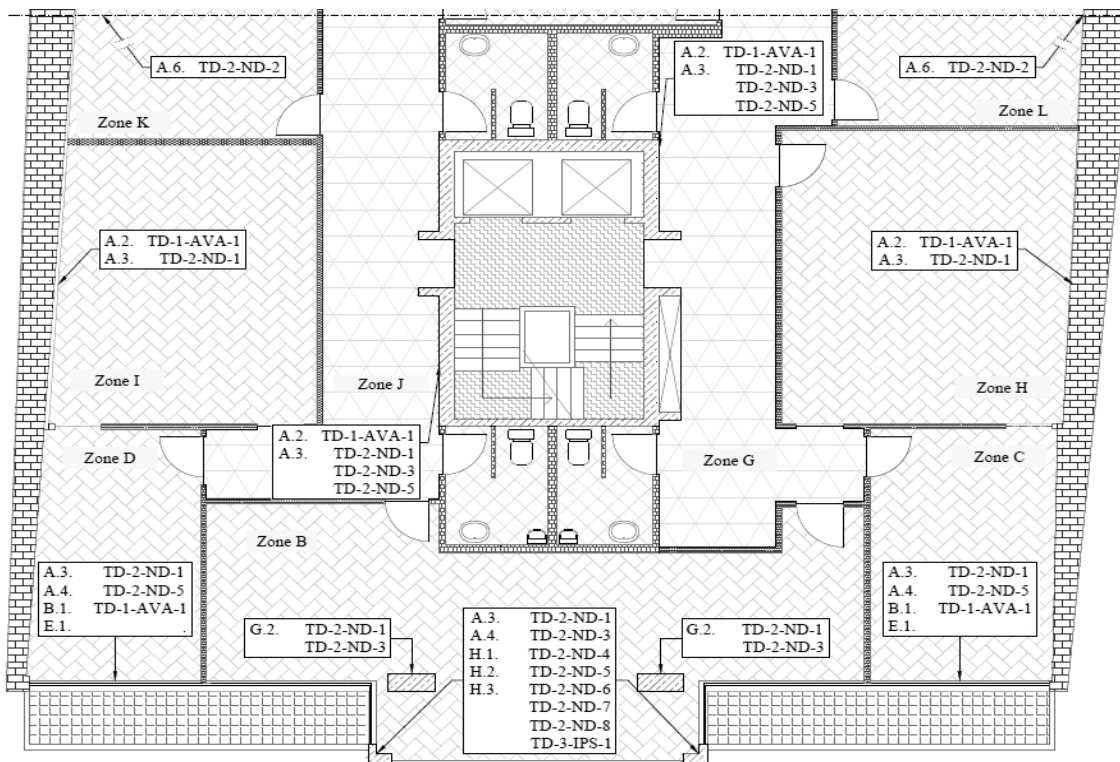 A.6. TD-2-ND-2
A.2. TD-1-AVA-1
A.3. TD-2-ND-1
TD-2-ND-3
TD-2-ND-5
A.6. TD-2-ND-2
Zone K
Zone L
A.2. TD-1-AVA-1
A.3. TD-2-ND-1
A.2. TD-1-AVA-1
A.3. TD-2-ND-1
Zone I
Zone J
Zone H
A.2. TD-1-AVA-1
A.3. TD-2-ND-1
TD-2-ND-3
TD-2-ND-5
Zone D
Zone G
Zone C
Zone B
A.3. TD-2-ND-1
A.4. TD-2-ND-5
B.1. TD-1-AVA-1
E.1. .
G.2. TD-2-ND-1
TD-2-ND-3
A.3. TD-2-ND-1
A.4. TD-2-ND-3
H.1. TD-2-ND-4
H.2. TD-2-ND-5
H.3. TD-2-ND-6
TD-2-ND-7
TD-2-ND-8
TD-3-IPS-1
G.2. TD-2-ND-1
TD-2-ND-3
A.3. TD-2-ND-1
A.4. TD-2-ND-5
B.1. TD-1-AVA-1
E.1. .